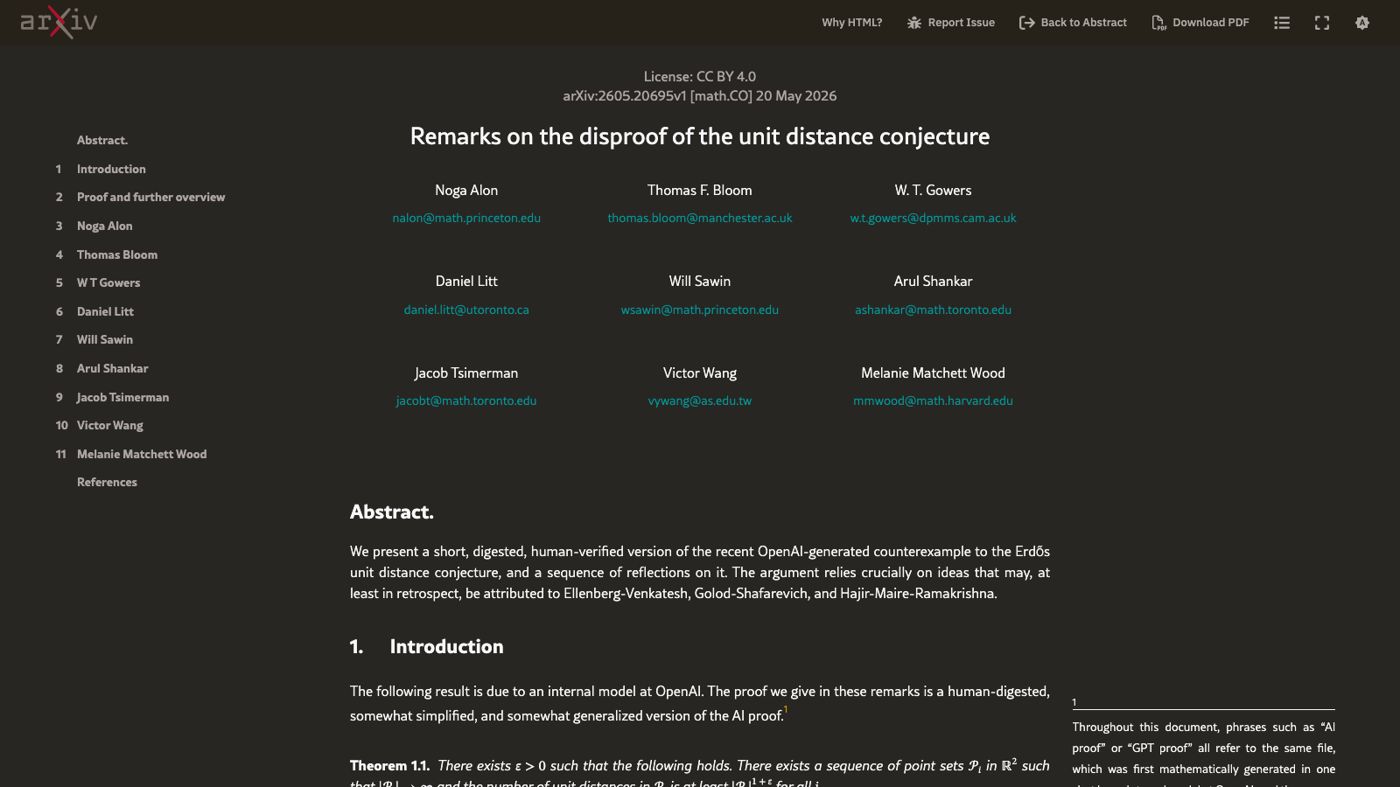 arXiv
Why HTML? Report Issue Back to Abstract Download PDF
License: CC BY 4.0
arXiv:2605.20695v1 [math.CO] 20 May 2026
Abstract.
1 Introduction
2 Proof and further overview
3 Noga Alon
4 Thomas Bloom
5 W T Gowers
6 Daniel Litt
7 Will Sawin
8 Arul Shankar
9 Jacob Tsimerman
10 Victor Wang
11 Melanie Matchett Wood
References
Remarks on the disproof of the unit distance conjecture
Noga Alon Thomas F. Bloom W. T. Gowers
nalon@math.princeton.edu thomas.bloom@manchester.ac.uk w.t.gowers@dpmms.cam.ac.uk
Daniel Litt Will Sawin Arul Shankar
daniel.litt@utoronto.ca wsawin@math.princeton.edu ashankar@math.toronto.edu
Jacob Tsimerman Victor Wang Melanie Matchett Wood
jacobt@math.toronto.edu vywang@as.edu.tw mmwood@math.harvard.edu
Abstract.
We present a short, digested, human-verified version of the recent OpenAI-generated counterexample to the Erdős
unit distance conjecture, and a sequence of reflections on it. The argument relies crucially on ideas that may, at
least in retrospect, be attributed to Ellenberg-Venkatesh, Golod-Shafarevich, and Hajir-Maire-Ramakrishna.
1. Introduction
The following result is due to an internal model at OpenAI. The proof we give in these remarks is a human-digested,
somewhat simplified, and somewhat generalized version of the AI proof.¹
Theorem 1.1. There exists ε > 0 such that the following holds. There exists a sequence of point sets 𝒫ᵢ in ℝ² such
1
Throughout this document, phrases such as “AI
proof” or “GPT proof” all refer to the same file,
which was first mathematically generated in one